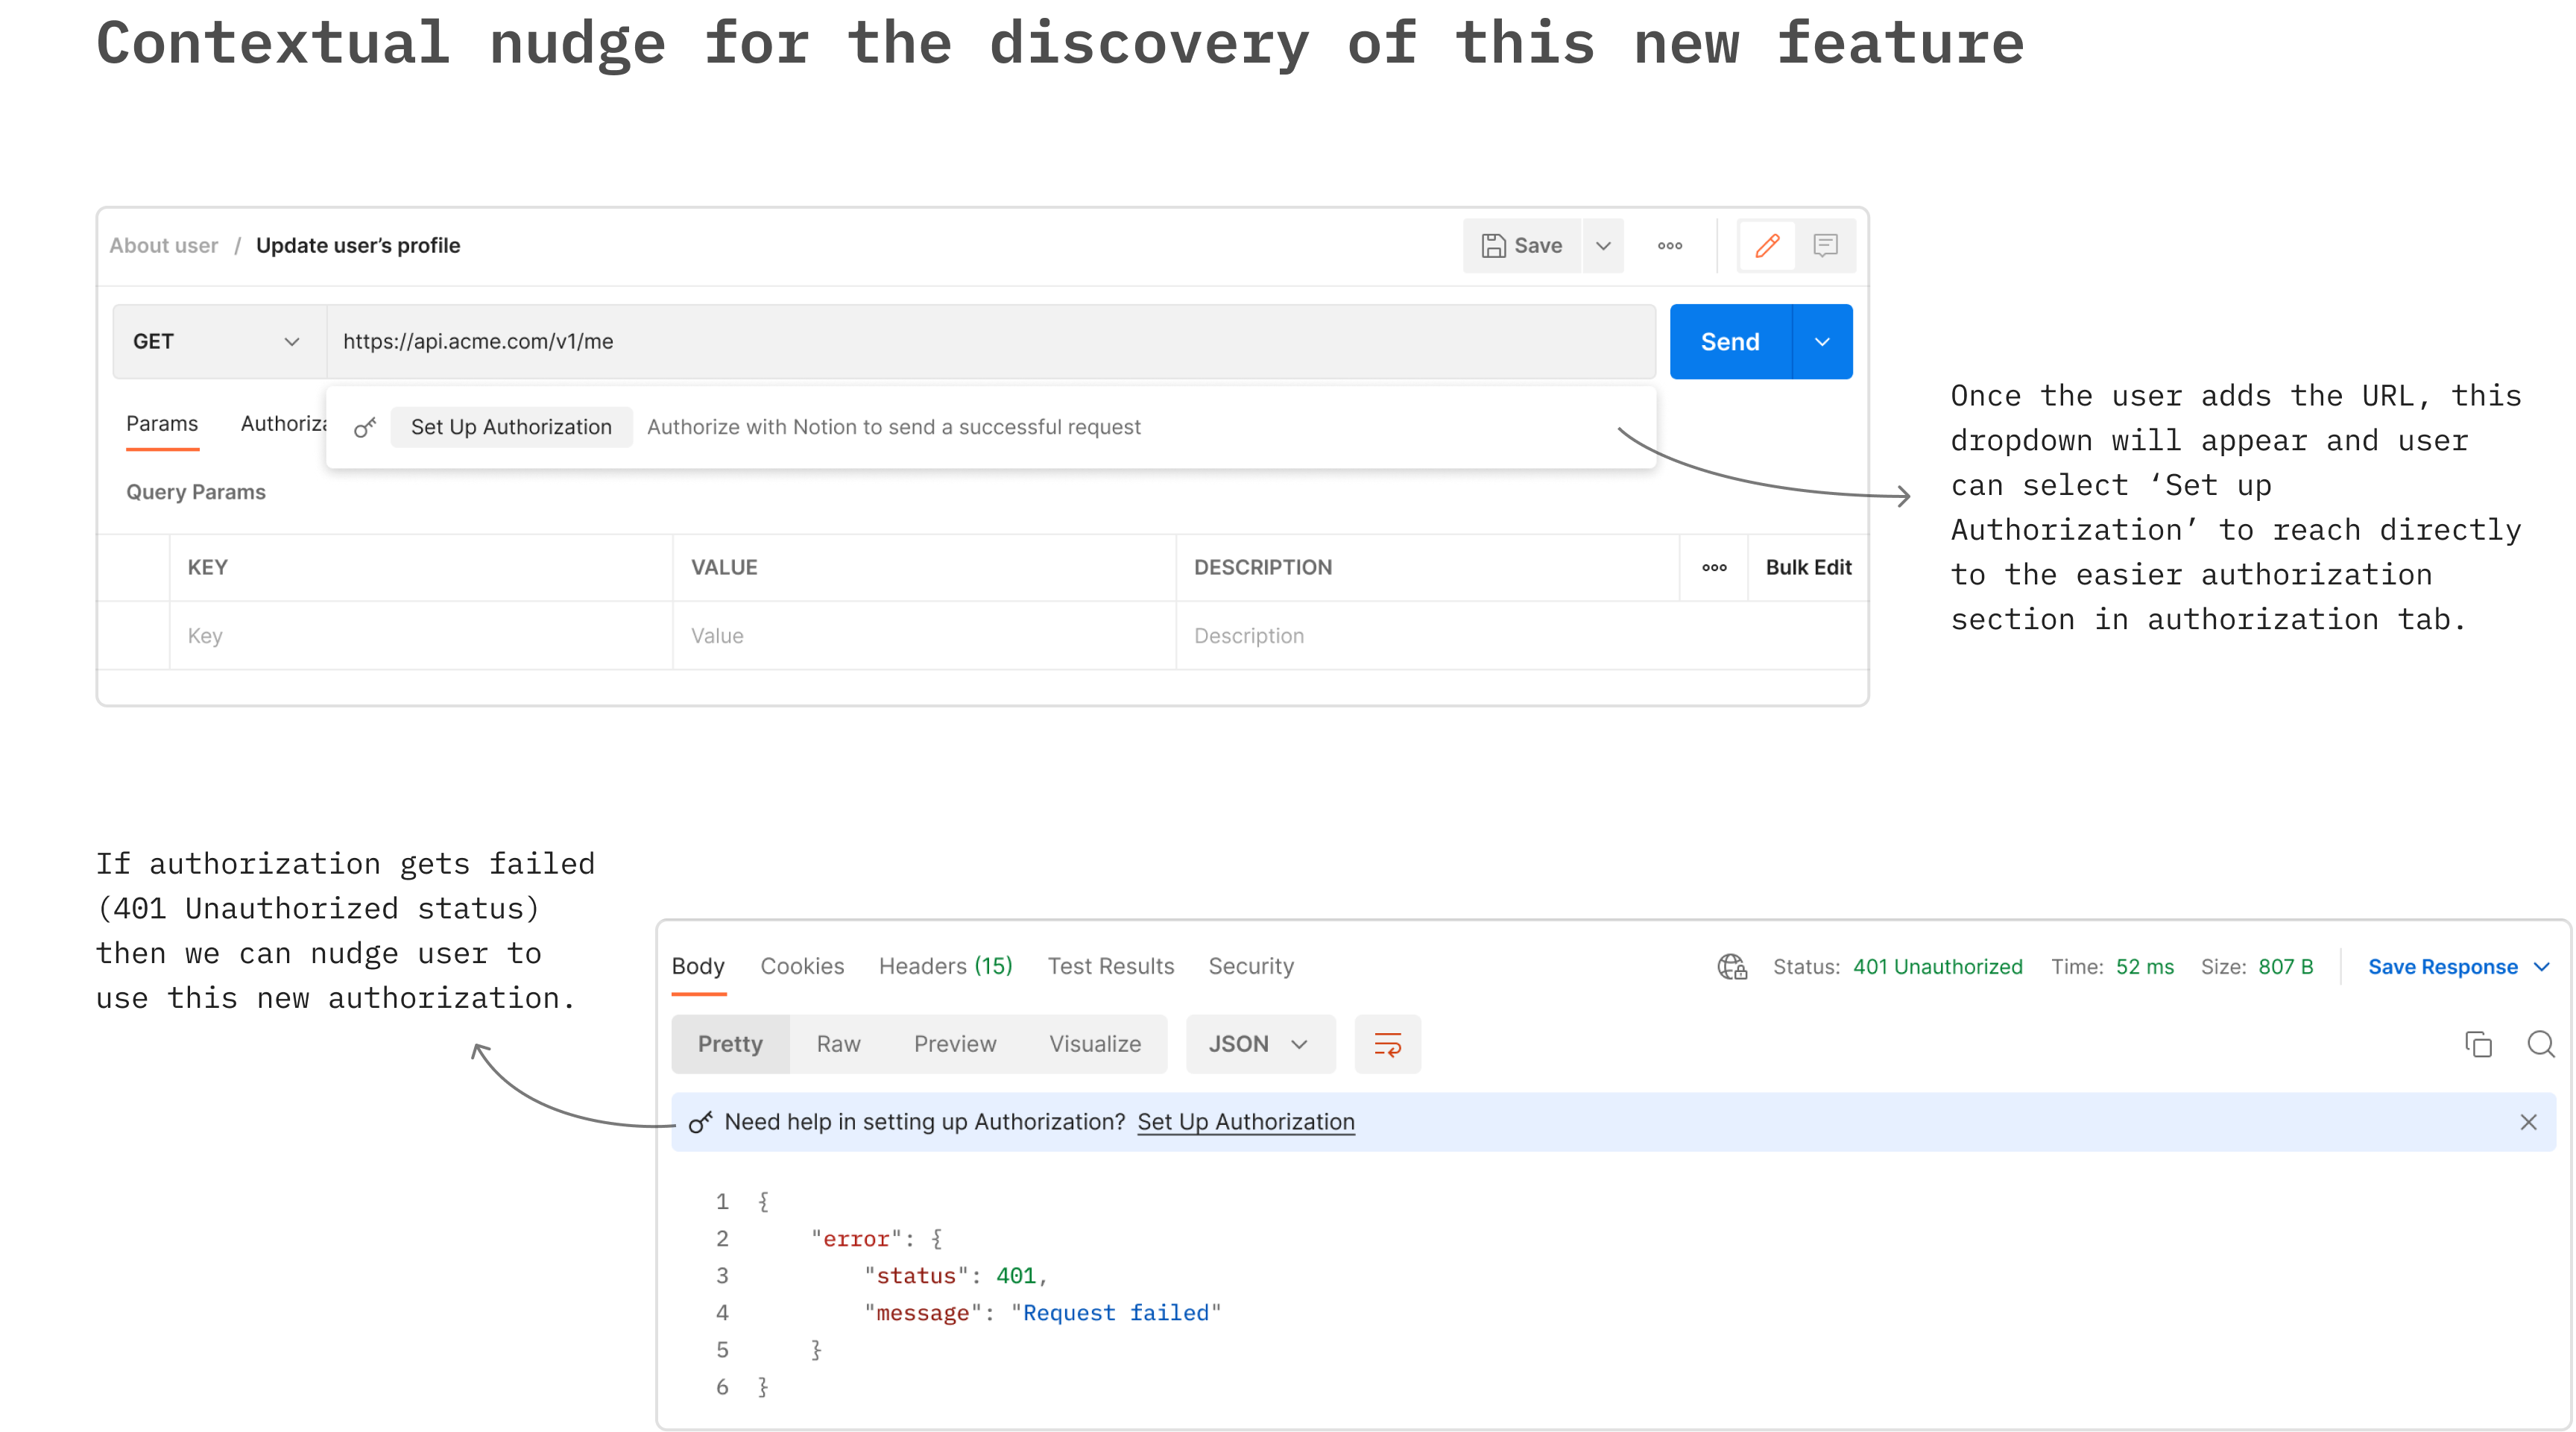 Contextual nudge for the discovery of this new feature
About user / Update user’s profile
Save
GET
https://api.acme.com/v1/me
Send
Params
Authoriza
Set Up Authorization
Authorize with Notion to send a successful request
Query Params
KEY
VALUE
DESCRIPTION
Bulk Edit
Key
Value
Description
Once the user adds the URL, this
dropdown will appear and user
can select ‘Set up
Authorization’ to reach directly
to the easier authorization
section in authorization tab.
If authorization gets failed
(401 Unauthorized status)
then we can nudge user to
use this new authorization.
Body
Cookies
Headers (15)
Test Results
Security
Status: 401 Unauthorized
Time: 52 ms
Size: 807 B
Save Response
Pretty
Raw
Preview
Visualize
JSON
Need help in setting up Authorization? Set Up Authorization
1 {
2 "error": {
3 "status": 401,
4 "message": "Request failed"
5 }
6 }